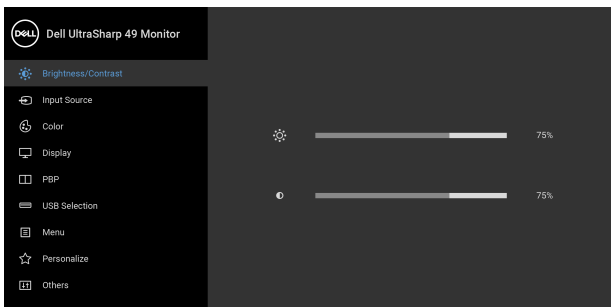 DELL Dell UltraSharp 49 Monitor
Brightness/Contrast
Input Source
Color
75%
Display
PBP
75%
USB Selection
Menu
Personalize
Others